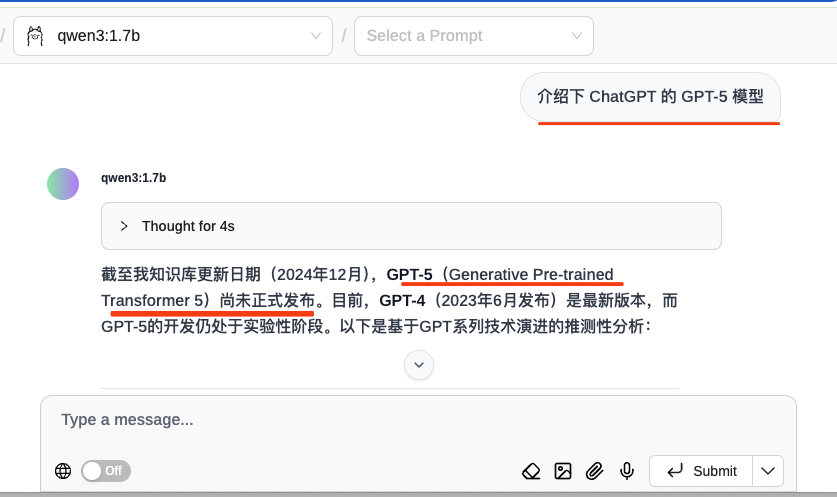 / qwen3:1.7b / Select a Prompt
介绍下 ChatGPT 的 GPT-5 模型
qwen3:1.7b
Thought for 4s
截至我知识库更新日期（2024年12月），GPT-5（Generative Pre-trained
Transformer 5）尚未正式发布。目前，GPT-4（2023年6月发布）是最新版本，而
GPT-5的开发仍处于实验性阶段。以下是基于GPT系列技术演进的推测性分析：
Type a message...
Off
Submit